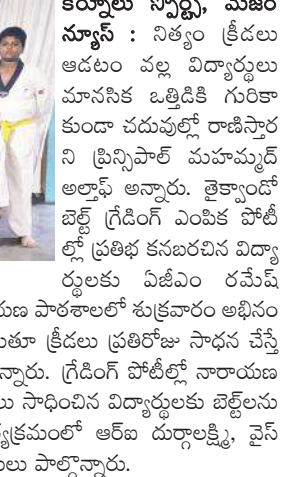 కర్నూలు స్పోర్ట్స్, మేజర్
న్యూస్ : నిత్యం క్రీడలు
ఆడటం వల్ల విద్యార్థులు
మానసిక ఒత్తిడికి గురికా
కుండా చదువుల్లో రాణిస్తార
ని ప్రిన్సిపాల్ మహమ్మద్
అల్తాఫ్ అన్నారు. తైక్వాండో
బెల్ట్ గ్రేడింగ్ ఎంపిక పోటీ
ల్లో ప్రతిభ కనబరచిన విద్యా
ర్థులకు ఏజీఎం రమేష్
పాఠశాలలో శుక్రవారం అభినం
క్రీడలు ప్రతిరోజు సాధన చేస్తే
న్నారు. గ్రేడింగ్ పోటీల్లో నారాయణ
లు సాధించిన విద్యార్థులకు బెల్ట్‌లను
ర్యక్రమంలో ఆర్ఐ దుర్గాలక్ష్మి, వైస్
పాల్గొన్నారు.